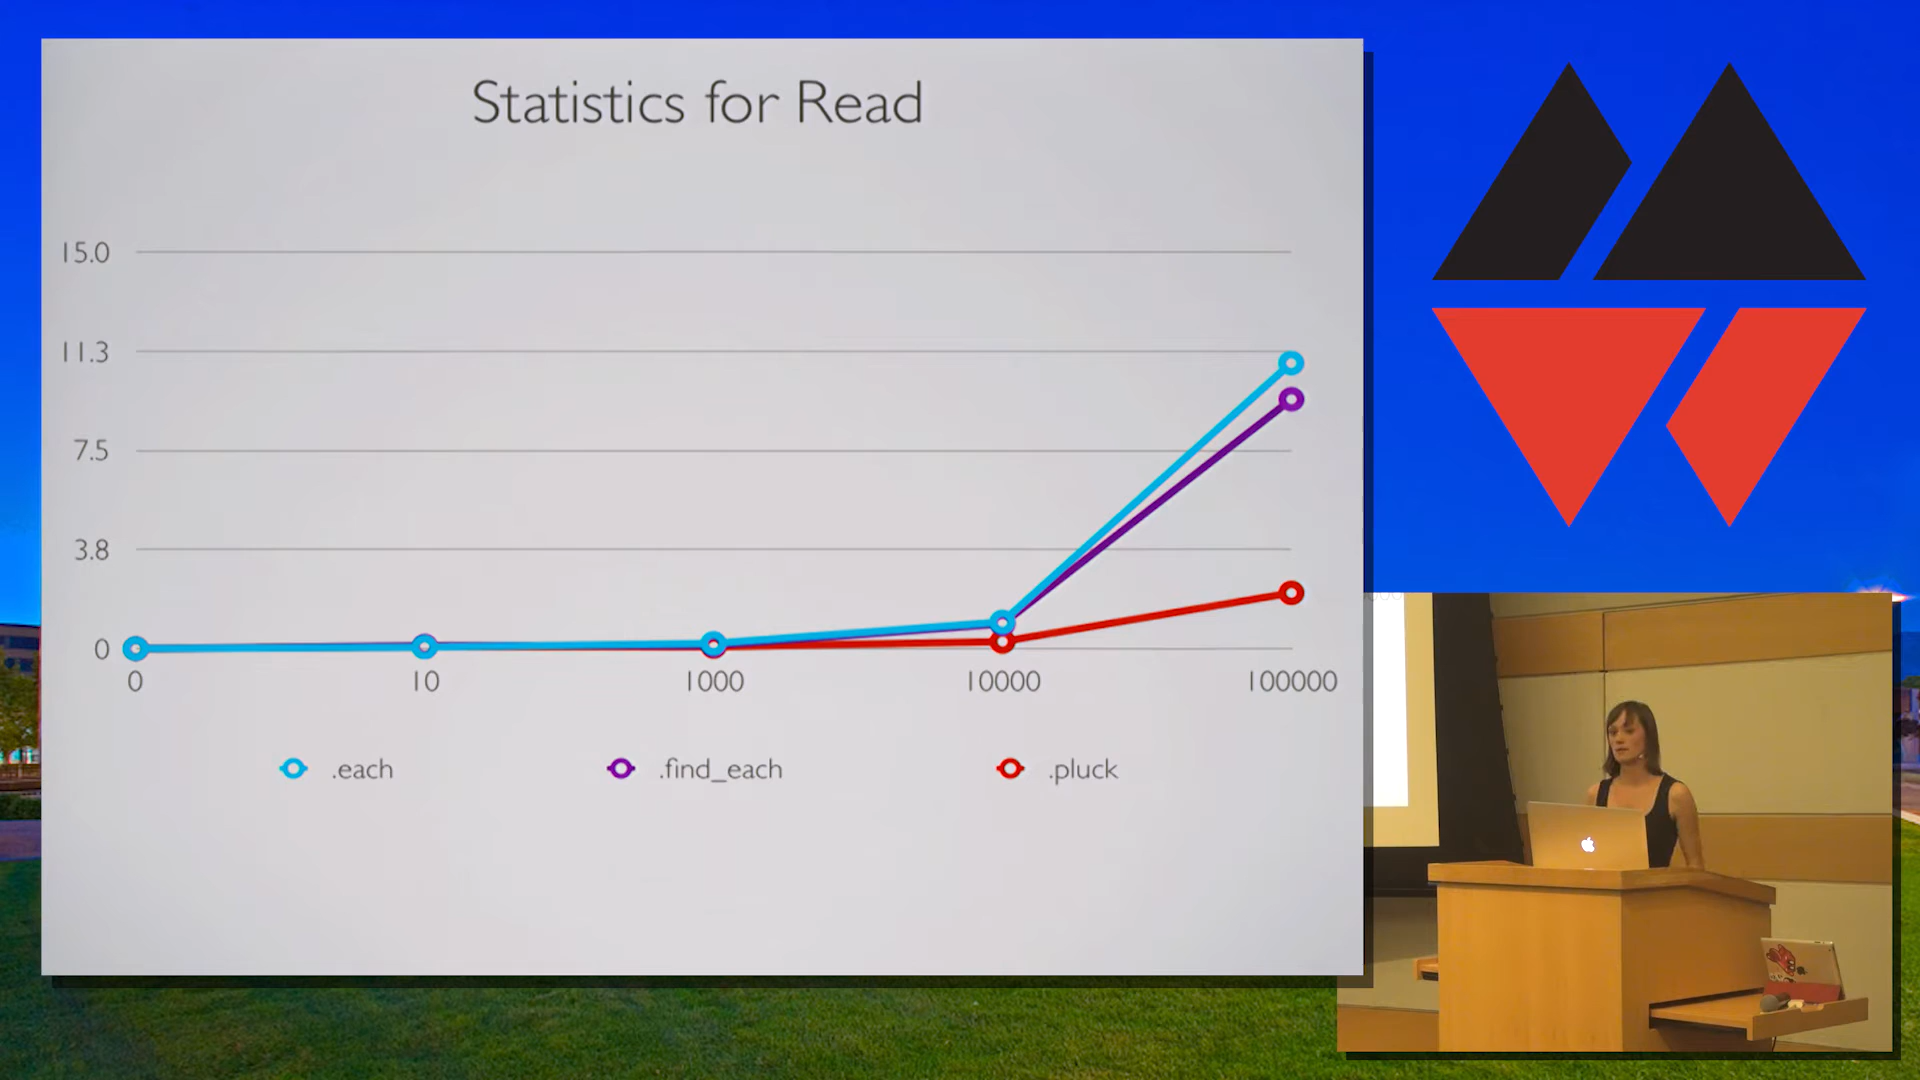 Statistics for Read
15.0
11.3
7.5
3.8
0
0 10 1000 10000 100000
.each .find_each .pluck